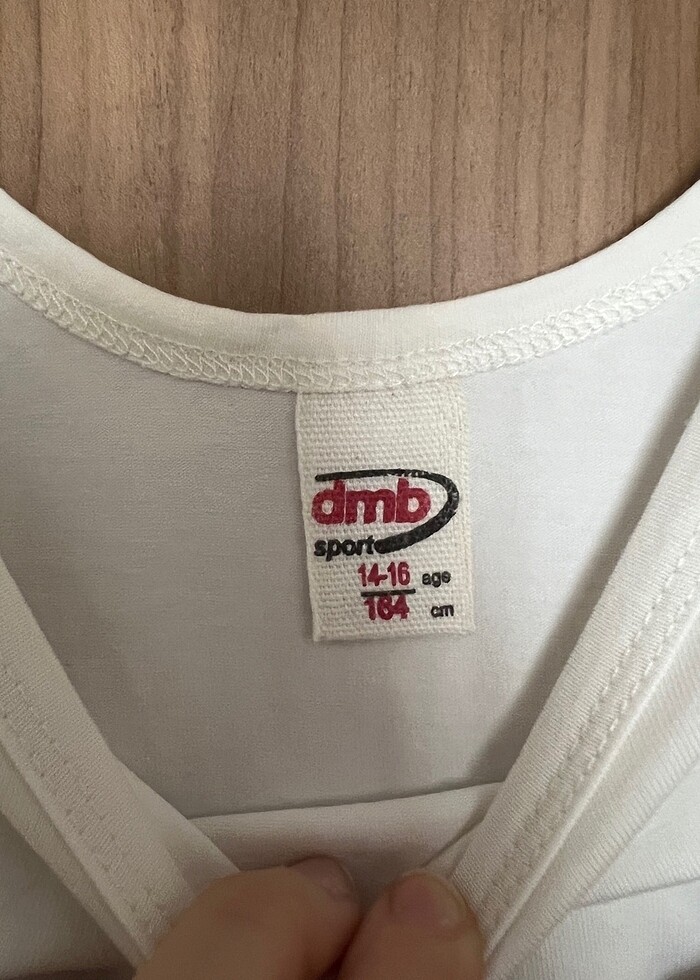 dmb
sport
14-16 age
164 cm